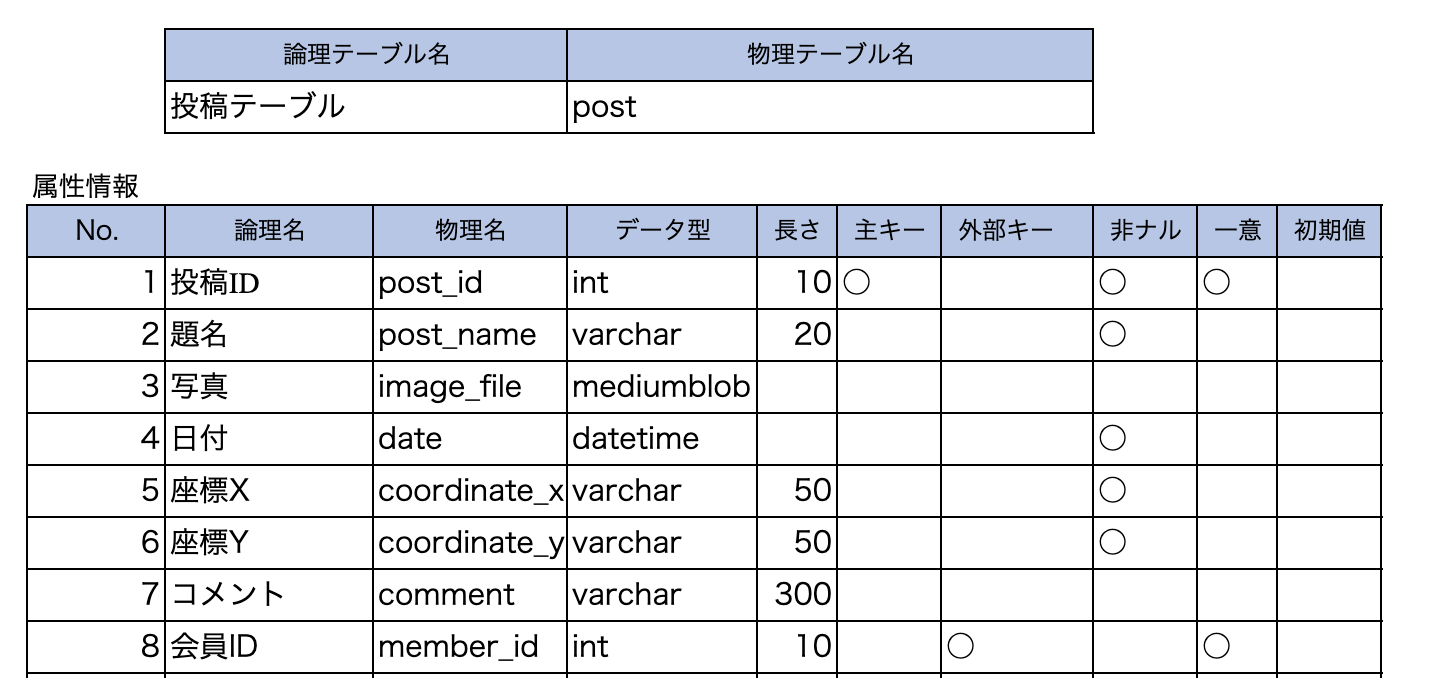 論理テーブル名 物理テーブル名
投稿テーブル post
属性情報
No. 論理名 物理名 データ型 長さ 主キー 外部キー 非ナル 一意 初期値
1 投稿ID post_id int 10 〇 〇 〇
2 題名 post_name varchar 20 〇
3 写真 image_file mediumblob
4 日付 date datetime 〇
5 座標X coordinate_x varchar 50 〇
6 座標Y coordinate_y varchar 50 〇
7 コメント comment varchar 300
8 会員ID member_id int 10 〇 〇